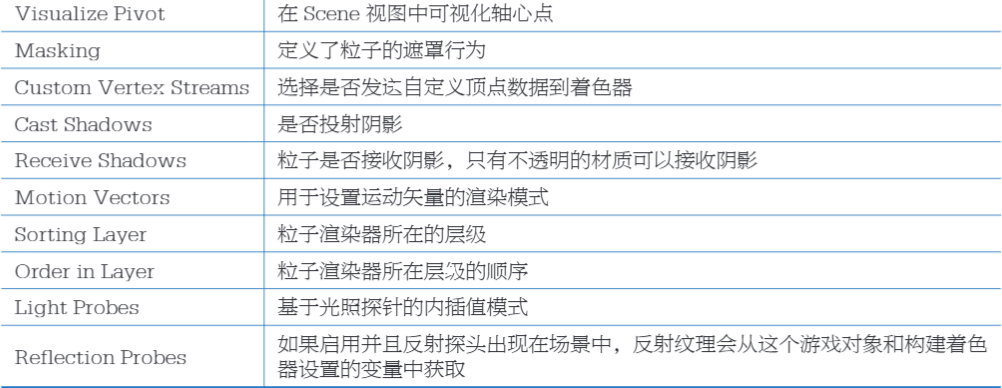 Visualize Pivot 在 Scene 视图中可视化轴心点
Masking 定义了粒子的遮罩行为
Custom Vertex Streams 选择是否发送自定义顶点数据到着色器
Cast Shadows 是否投射阴影
Receive Shadows 粒子是否接收阴影，只有不透明的材质可以接收阴影
Motion Vectors 用于设置运动矢量的渲染模式
Sorting Layer 粒子渲染器所在的层级
Order in Layer 粒子渲染器所在层级的顺序
Light Probes 基于光照探针的内插值模式
Reflection Probes 如果启用并且反射探头出现在场景中，反射纹理会从这个游戏对象和构建着色
器设置的变量中获取